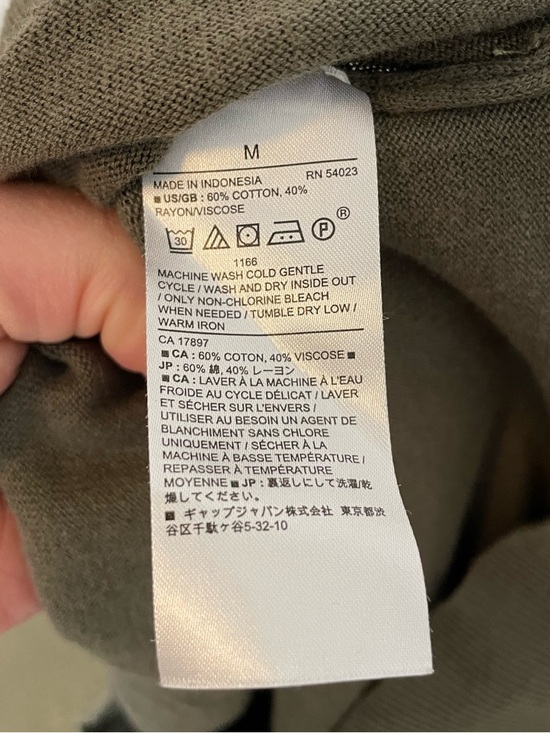 M
MADE IN INDONESIA RN 54023
■ US/GB : 60% COTTON, 40%
RAYON/VISCOSE
30 P ®
1166
MACHINE WASH COLD GENTLE
CYCLE / WASH AND DRY INSIDE OUT
/ ONLY NON-CHLORINE BLEACH
WHEN NEEDED / TUMBLE DRY LOW /
WARM IRON
CA 17897
■ CA : 60% COTON, 40% VISCOSE ■
JP : 60% 綿, 40% レーヨン
■ CA : LAVER À LA MACHINE À L'EAU
FROIDE AU CYCLE DÉLICAT / LAVER
ET SÉCHER SUR L'ENVERS /
UTILISER AU BESOIN UN AGENT DE
BLANCHIMENT SANS CHLORE
UNIQUEMENT / SÉCHER À LA
MACHINE À BASSE TEMPÉRATURE /
REPASSER À TEMPÉRATURE
MOYENNE ■ JP : 裏返しにして洗濯/乾
燥してください。
■ ギャップジャパン株式会社 東京都渋
谷区千駄ヶ谷5-32-10